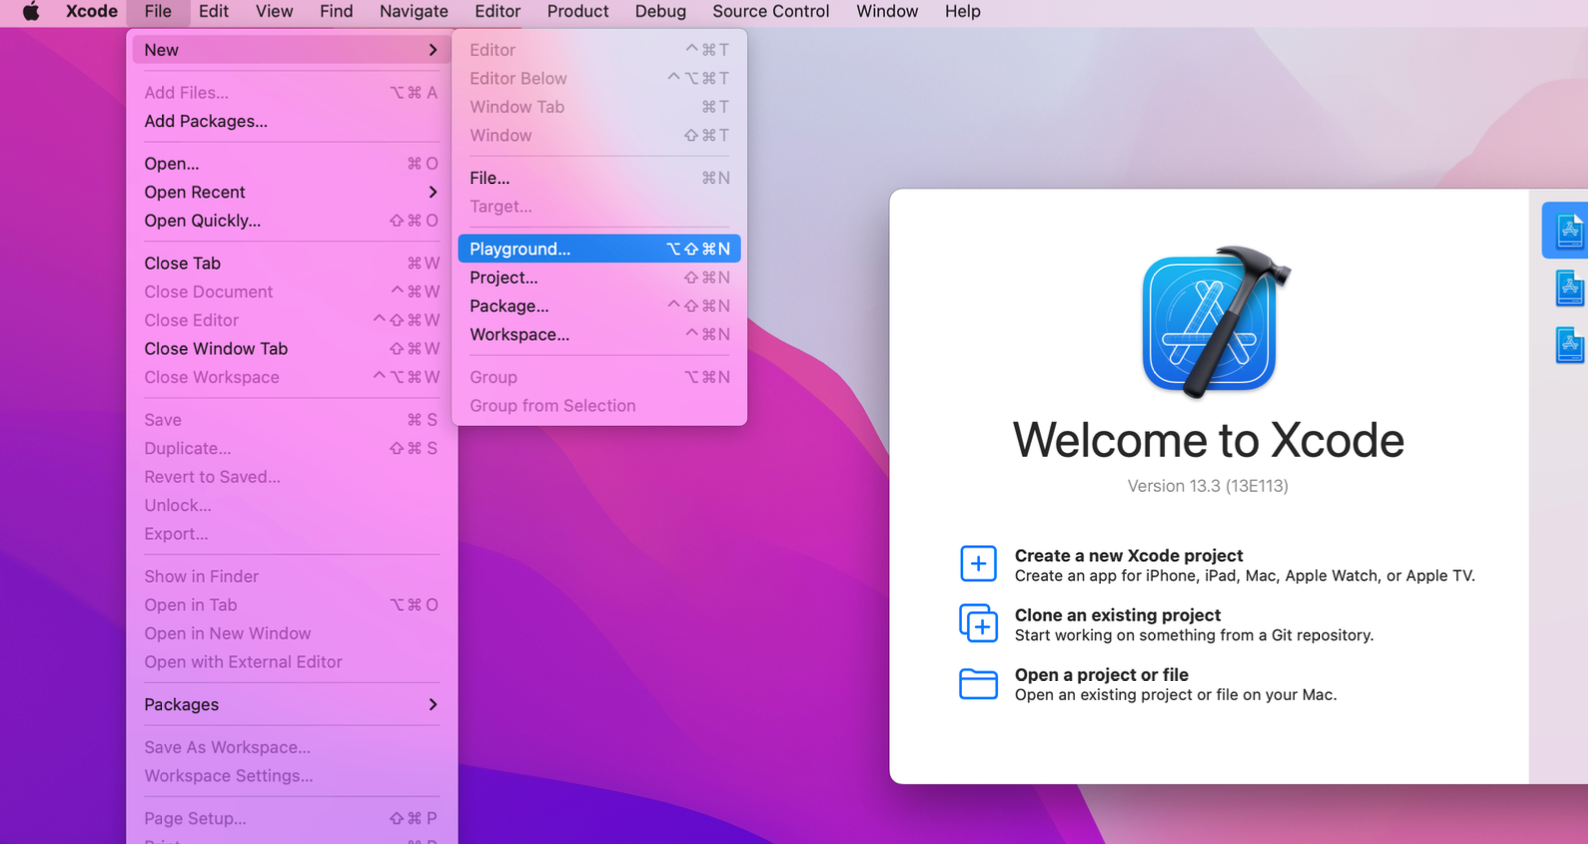 Xcode File Edit View Find Navigate Editor Product Debug Source Control Window Help
New
Add Files... ⌥⌘A
Add Packages...
Open... ⌘O
Open Recent
Open Quickly... ⇧⌘O
Close Tab ⌘W
Close Document ^⌘W
Close Editor ^⇧⌘W
Close Window Tab ⇧⌘W
Close Workspace ^⌥⌘W
Save ⌘S
Duplicate... ⇧⌘S
Revert to Saved...
Unlock...
Export...
Show in Finder
Open in Tab ⌥⌘O
Open in New Window
Open with External Editor
Packages
Save As Workspace...
Workspace Settings...
Page Setup... ⇧⌘P
Editor ^⌘T
Editor Below ^⌥⌘T
Window Tab ⌘T
Window ⇧⌘T
File... ⌘N
Target...
Playground... ⌥⇧⌘N
Project... ⇧⌘N
Package... ^⇧⌘N
Workspace... ^⌘N
Group ⌥⌘N
Group from Selection
Welcome to Xcode
Version 13.3 (13E113)
Create a new Xcode project
Create an app for iPhone, iPad, Mac, Apple Watch, or Apple TV.
Clone an existing project
Start working on something from a Git repository.
Open a project or file
Open an existing project or file on your Mac.